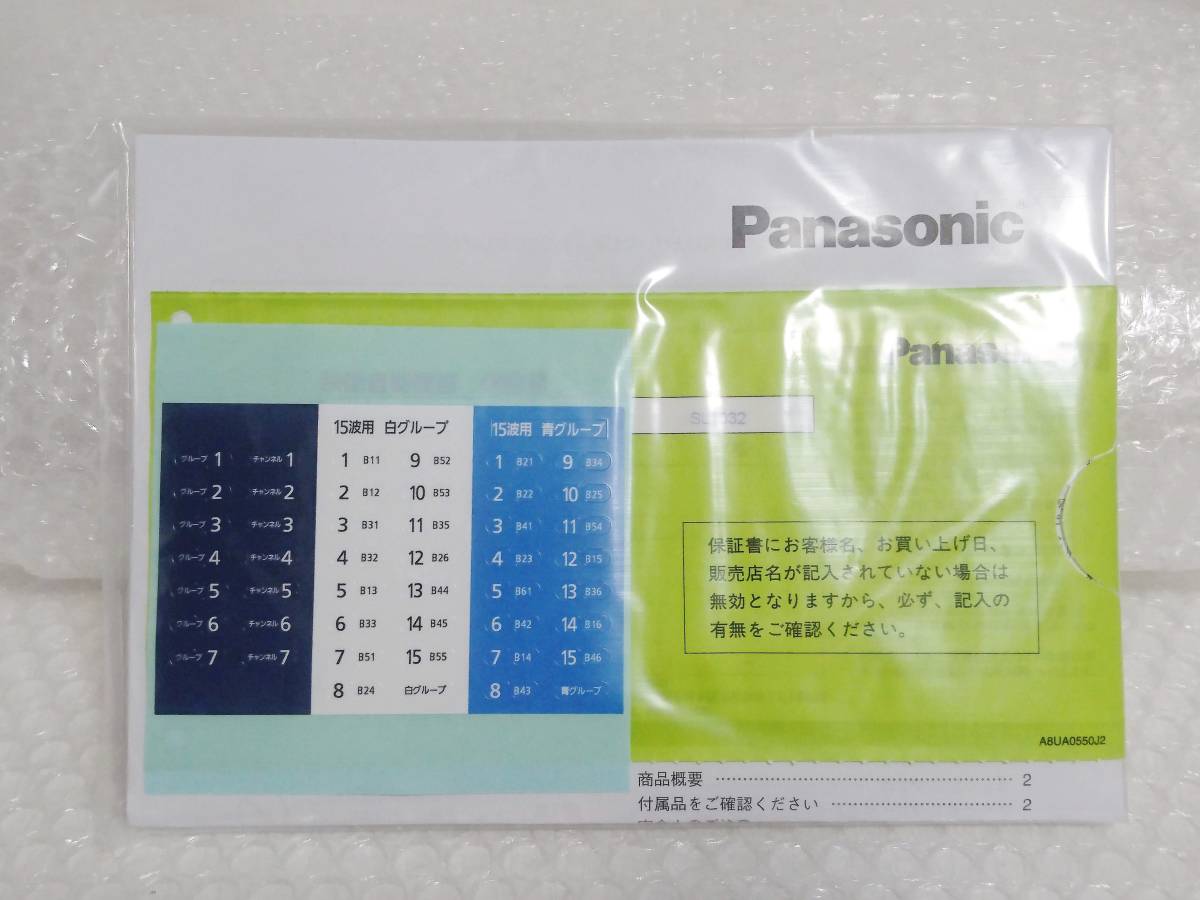 Panasonic
Panason
15波用 白グループ
15波用 青グループ
グループ 1 チャンネル 1
グループ 2 チャンネル 2
グループ 3 チャンネル 3
グループ 4 チャンネル 4
グループ 5 チャンネル 5
グループ 6 チャンネル 6
グループ 7 チャンネル 7
1 B11 9 B52
2 B12 10 B53
3 B31 11 B35
4 B32 12 B26
5 B13 13 B44
6 B33 14 B45
7 B51 15 B55
8 B24 白グループ
1 B21 9 B34
2 B22 10 B25
3 B41 11 B54
4 B23 12 B15
5 B61 13 B36
6 B42 14 B16
7 B14 15 B46
8 B43 青グループ
保証書にお客様名、お買い上げ日、
販売店名が記入されていない場合は
無効となりますから、必ず、記入の
有無をご確認ください。
A8UA0550J2
商品概要 ……………………………………… 2
付属品をご確認ください ……………………… 2